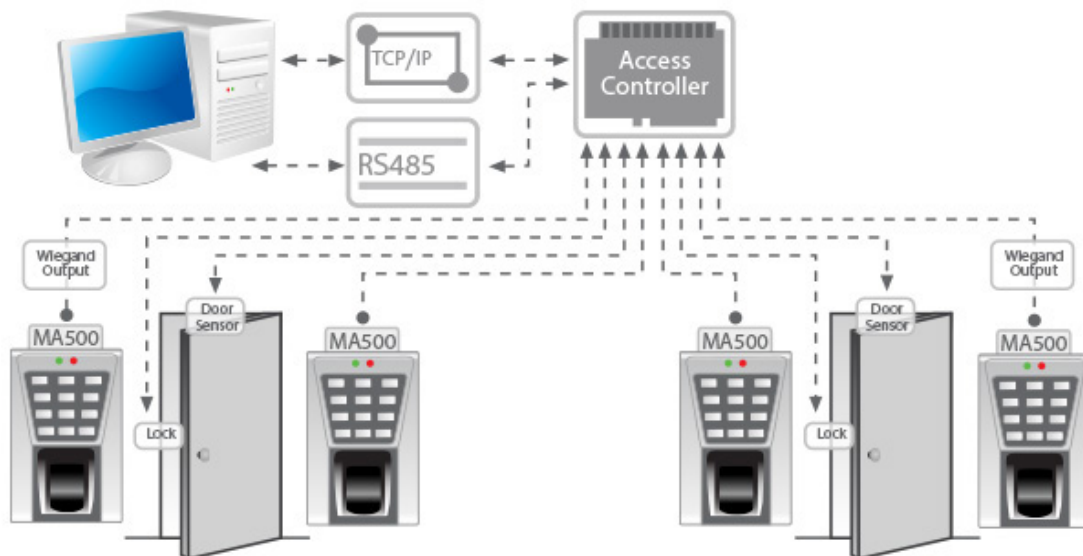 TCP/IP
Access
Controller
RS485
Wiegand
Output
Wiegand
Output
Door
Sensor
Door
Sensor
MA500
MA500
MA500
MA500
Lock
Lock